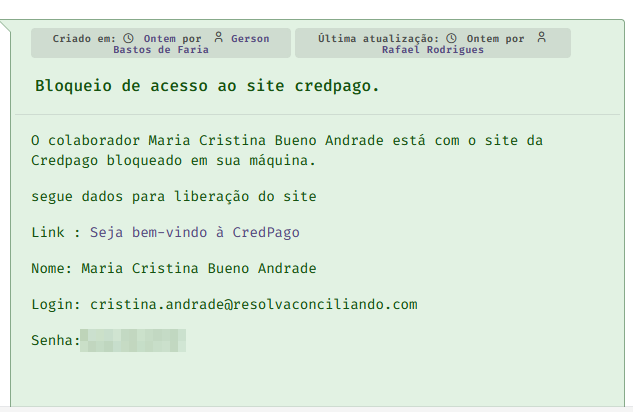 Criado em: Ontem por Gerson
Bastos de Faria
Última atualização: Ontem por
Rafael Rodrigues
Bloqueio de acesso ao site credpago.
O colaborador Maria Cristina Bueno Andrade está com o site da
Credpago bloqueado em sua máquina.
segue dados para liberação do site
Link : Seja bem-vindo à CredPago
Nome: Maria Cristina Bueno Andrade
Login: cristina.andrade@resolvaconciliando.com
Senha: